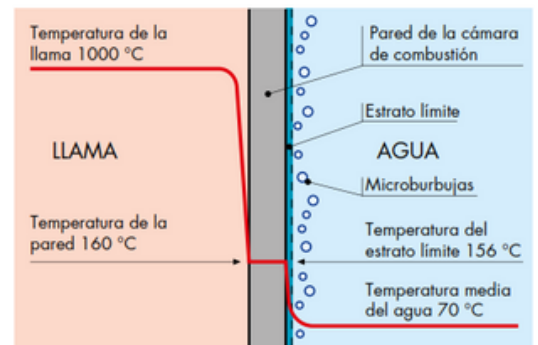 Temperatura de la
llama 1000 °C
LLAMA
Temperatura de la
pared 160 °C
Pared de la cámara
de combustión
Estrato límite
AGUA
Microburbujas
Temperatura del
estrato límite 156 °C
Temperatura media
del agua 70 °C